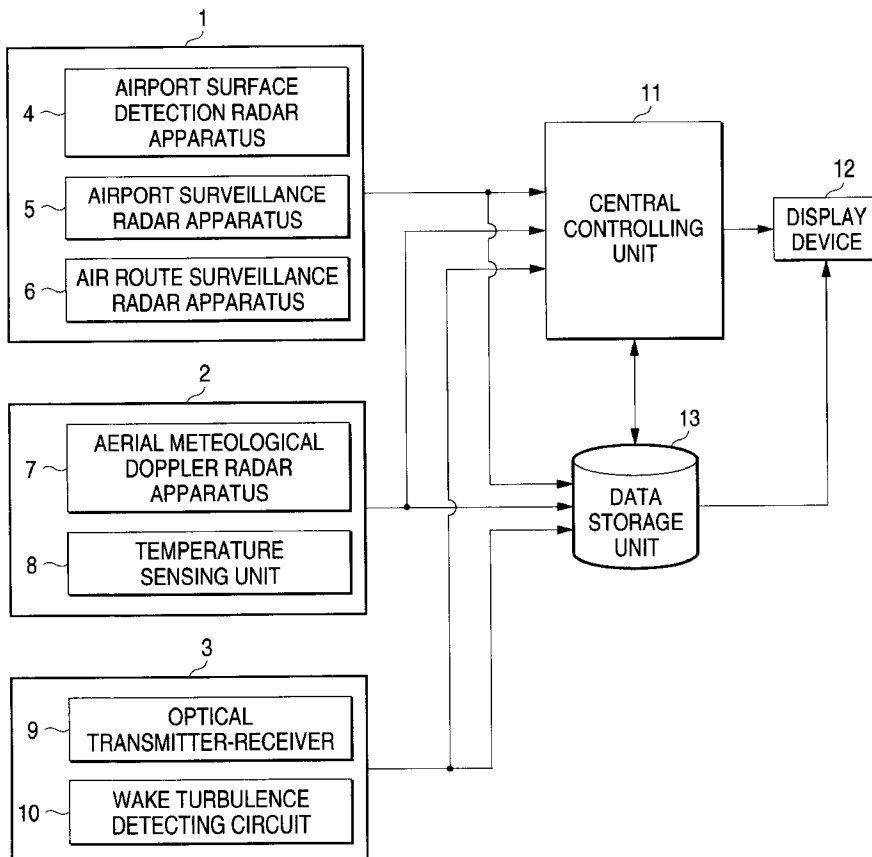 1
4
AIRPORT SURFACE
DETECTION RADAR
APPARATUS
5
AIRPORT SURVEILLANCE
RADAR APPARATUS
6
AIR ROUTE SURVEILLANCE
RADAR APPARATUS
2
7
AERIAL METEOLOGICAL
DOPPLER RADAR
APPARATUS
8
TEMPERATURE
SENSING UNIT
3
9
OPTICAL
TRANSMITTER-RECEIVER
10
WAKE TURBULENCE
DETECTING CIRCUIT
11
CENTRAL
CONTROLLING
UNIT
12
DISPLAY
DEVICE
13
DATA
STORAGE
UNIT